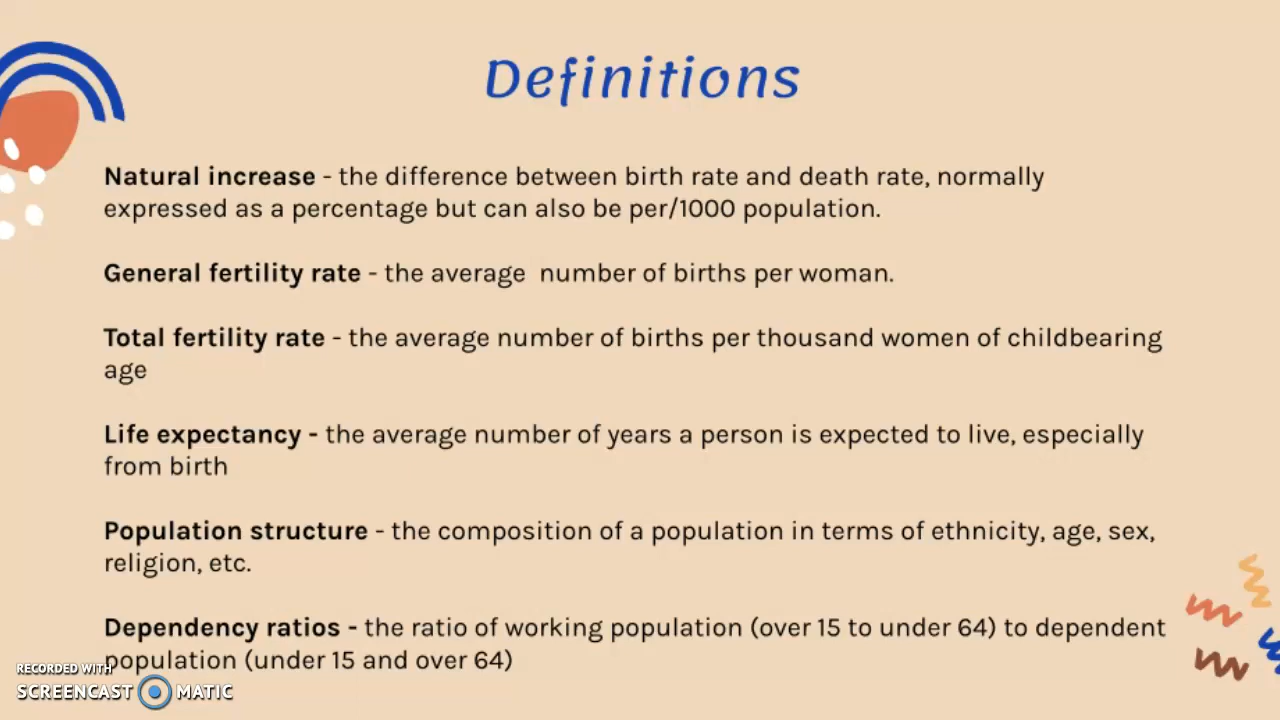 Definitions
Natural increase - the difference between birth rate and death rate, normally
expressed as a percentage but can also be per/1000 population.
General fertility rate - the average  number of births per woman.
Total fertility rate - the average number of births per thousand women of childbearing
age
Life expectancy - the average number of years a person is expected to live, especially
from birth
Population structure - the composition of a population in terms of ethnicity, age, sex,
religion, etc.
Dependency ratios - the ratio of working population (over 15 to under 64) to dependent
population (under 15 and over 64)
RECORDED WITH
SCREENCAST MATIC